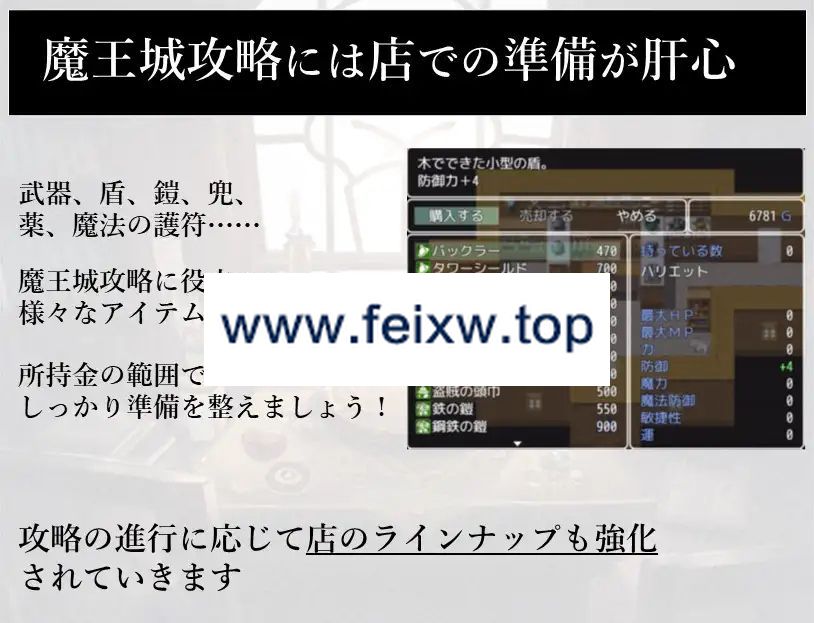 魔王城攻略には店での準備が肝心
武器、盾、鎧、兜、
薬、魔法の護符……
魔王城攻略に役
様々なアイテム
所持金の範囲で
しっかり準備を整えましょう！
木でできた小型の盾。
防御力+4
購入する 売却する やめる 6781 G
バックラー 470
タワーシールド 700
盗賊の頭巾 500
鉄の鎧 550
鋼鉄の鎧 900
持っている数 0
ハリエット
最大HP 0
最大MP 0
力 0
防御 +4
魔力 0
魔法防御 0
敏捷性 0
運 0
www.feixw.top
攻略の進行に応じて店のラインナップも強化
されていきます